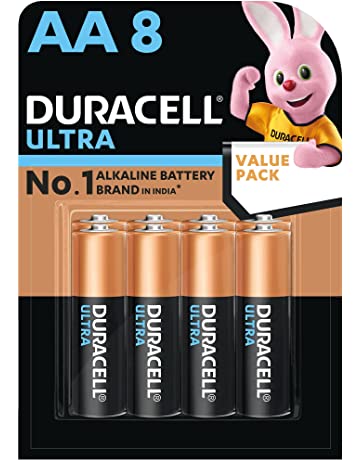 AA 8
DURACELL®
ULTRA
DURACELL
VALUE
PACK
No.1 ALKALINE BATTERY
BRAND IN INDIA*
DURACELL
ULTRA
DURACELL
ULTRA
DURACELL
ULTRA
DURACELL
ULTRA